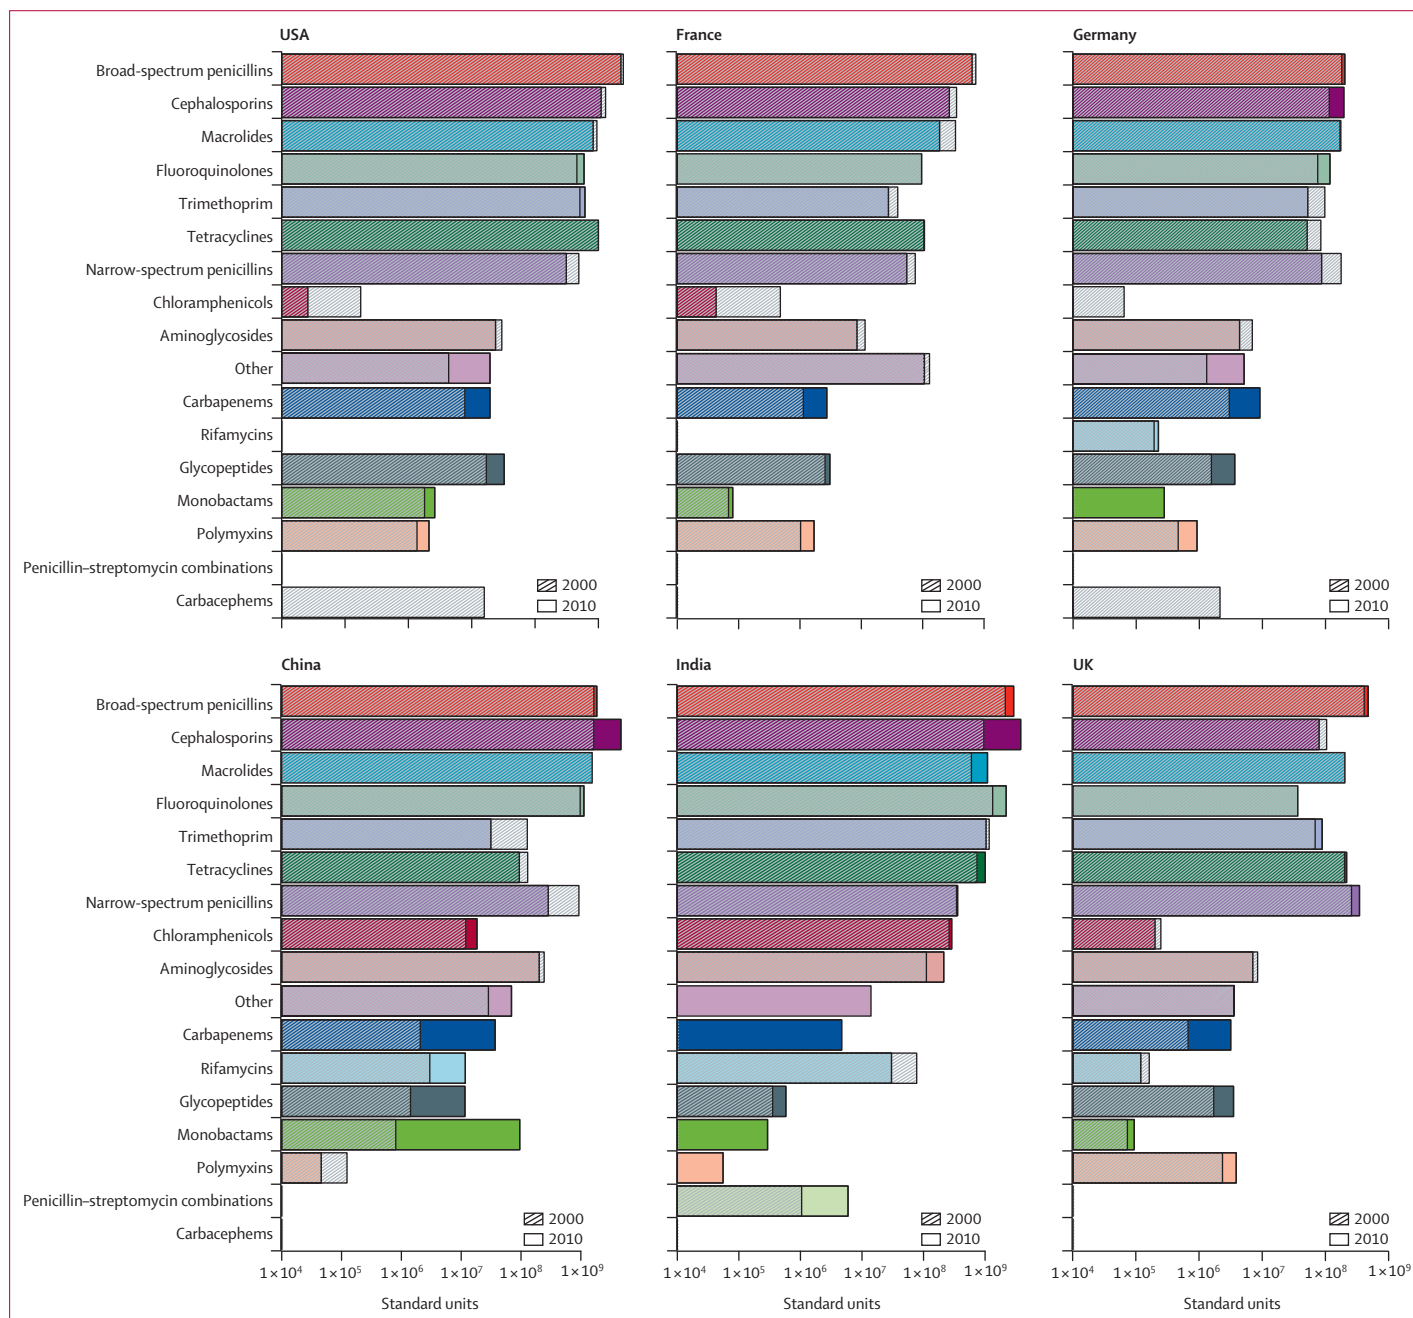 USA
France
Germany
Broad-spectrum penicillins
Cephalosporins
Macrolides
Fluoroquinolones
Trimethoprim
Tetracyclines
Narrow-spectrum penicillins
Chloramphenicols
Aminoglycosides
Other
Carbapenems
Rifamycins
Glycopeptides
Monobactams
Polymyxins
Penicillin–streptomycin combinations
Carbacephems
2000
2010
2000
2010
2000
2010
China
India
UK
Broad-spectrum penicillins
Cephalosporins
Macrolides
Fluoroquinolones
Trimethoprim
Tetracyclines
Narrow-spectrum penicillins
Chloramphenicols
Aminoglycosides
Other
Carbapenems
Rifamycins
Glycopeptides
Monobactams
Polymyxins
Penicillin–streptomycin combinations
Carbacephems
2000
2010
2000
2010
2000
2010
1×10⁴ 1×10⁵ 1×10⁶ 1×10⁷ 1×10⁸ 1×10⁹
1×10⁴ 1×10⁵ 1×10⁶ 1×10⁷ 1×10⁸ 1×10⁹
1×10⁴ 1×10⁵ 1×10⁶ 1×10⁷ 1×10⁸ 1×10⁹
Standard units
Standard units
Standard units